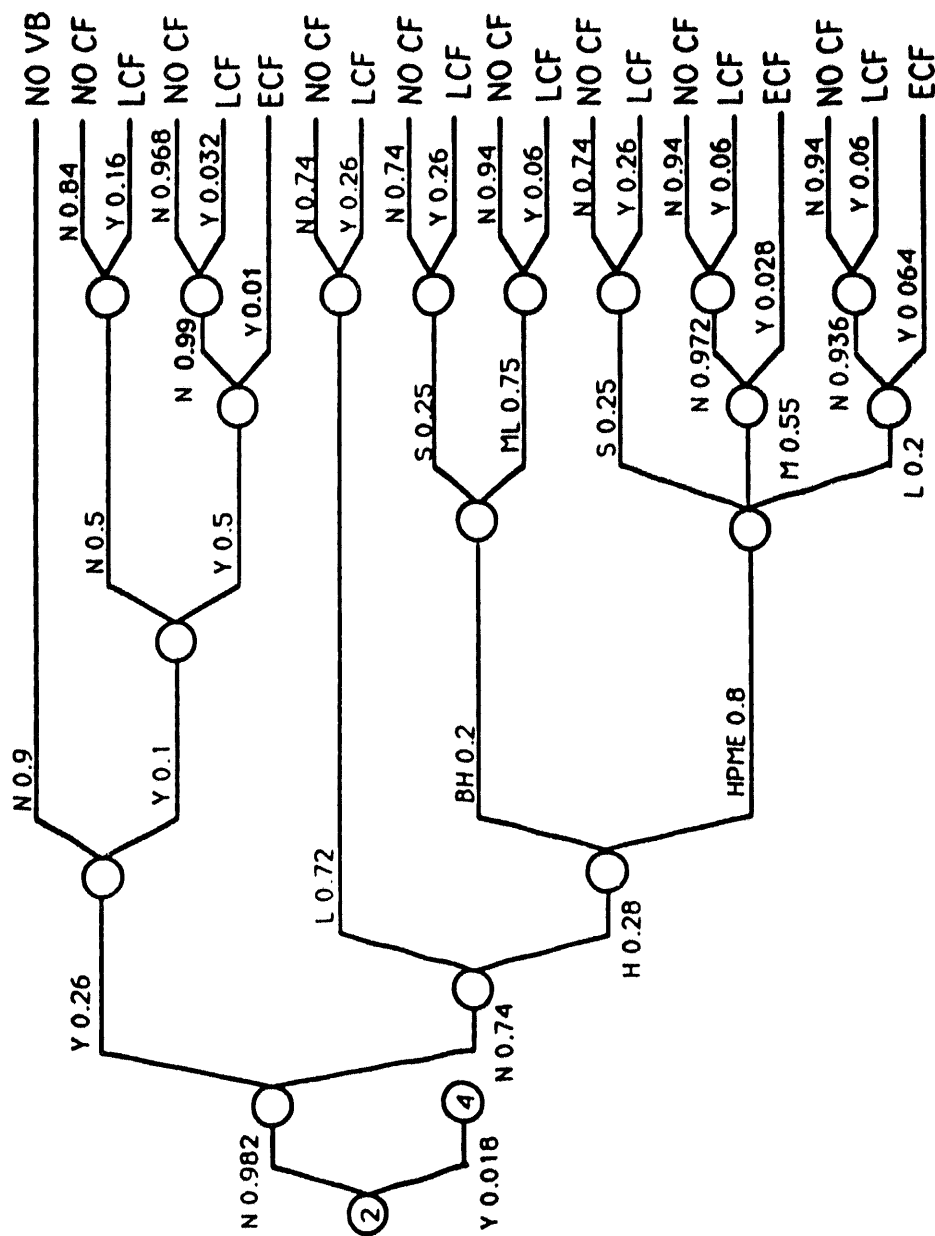 NO VB
NO CF
LCF
NO CF
LCF
ECF
NO CF
LCF
NO CF
LCF
NO CF
LCF
NO CF
LCF
NO CF
LCF
ECF
NO CF
LCF
ECF
N 0.84
Y 0.16
N 0.968
Y 0.032
N 0.74
Y 0.26
N 0.74
Y 0.26
N 0.94
Y 0.06
N 0.74
Y 0.26
N 0.94
Y 0.06
N 0.94
Y 0.06
N 0.99
Y 0.01
N 0.972
Y 0.028
N 0.936
Y 0 064
S 0.25
ML 0.75
S 0.25
M 0.55
L 0.2
N 0.5
Y 0.5
N 0.9
Y 0.1
BH 0.2
HPME 0.8
L 0.72
H 0.28
Y 0.26
N 0.74
N 0.982
Y 0.018
2
4